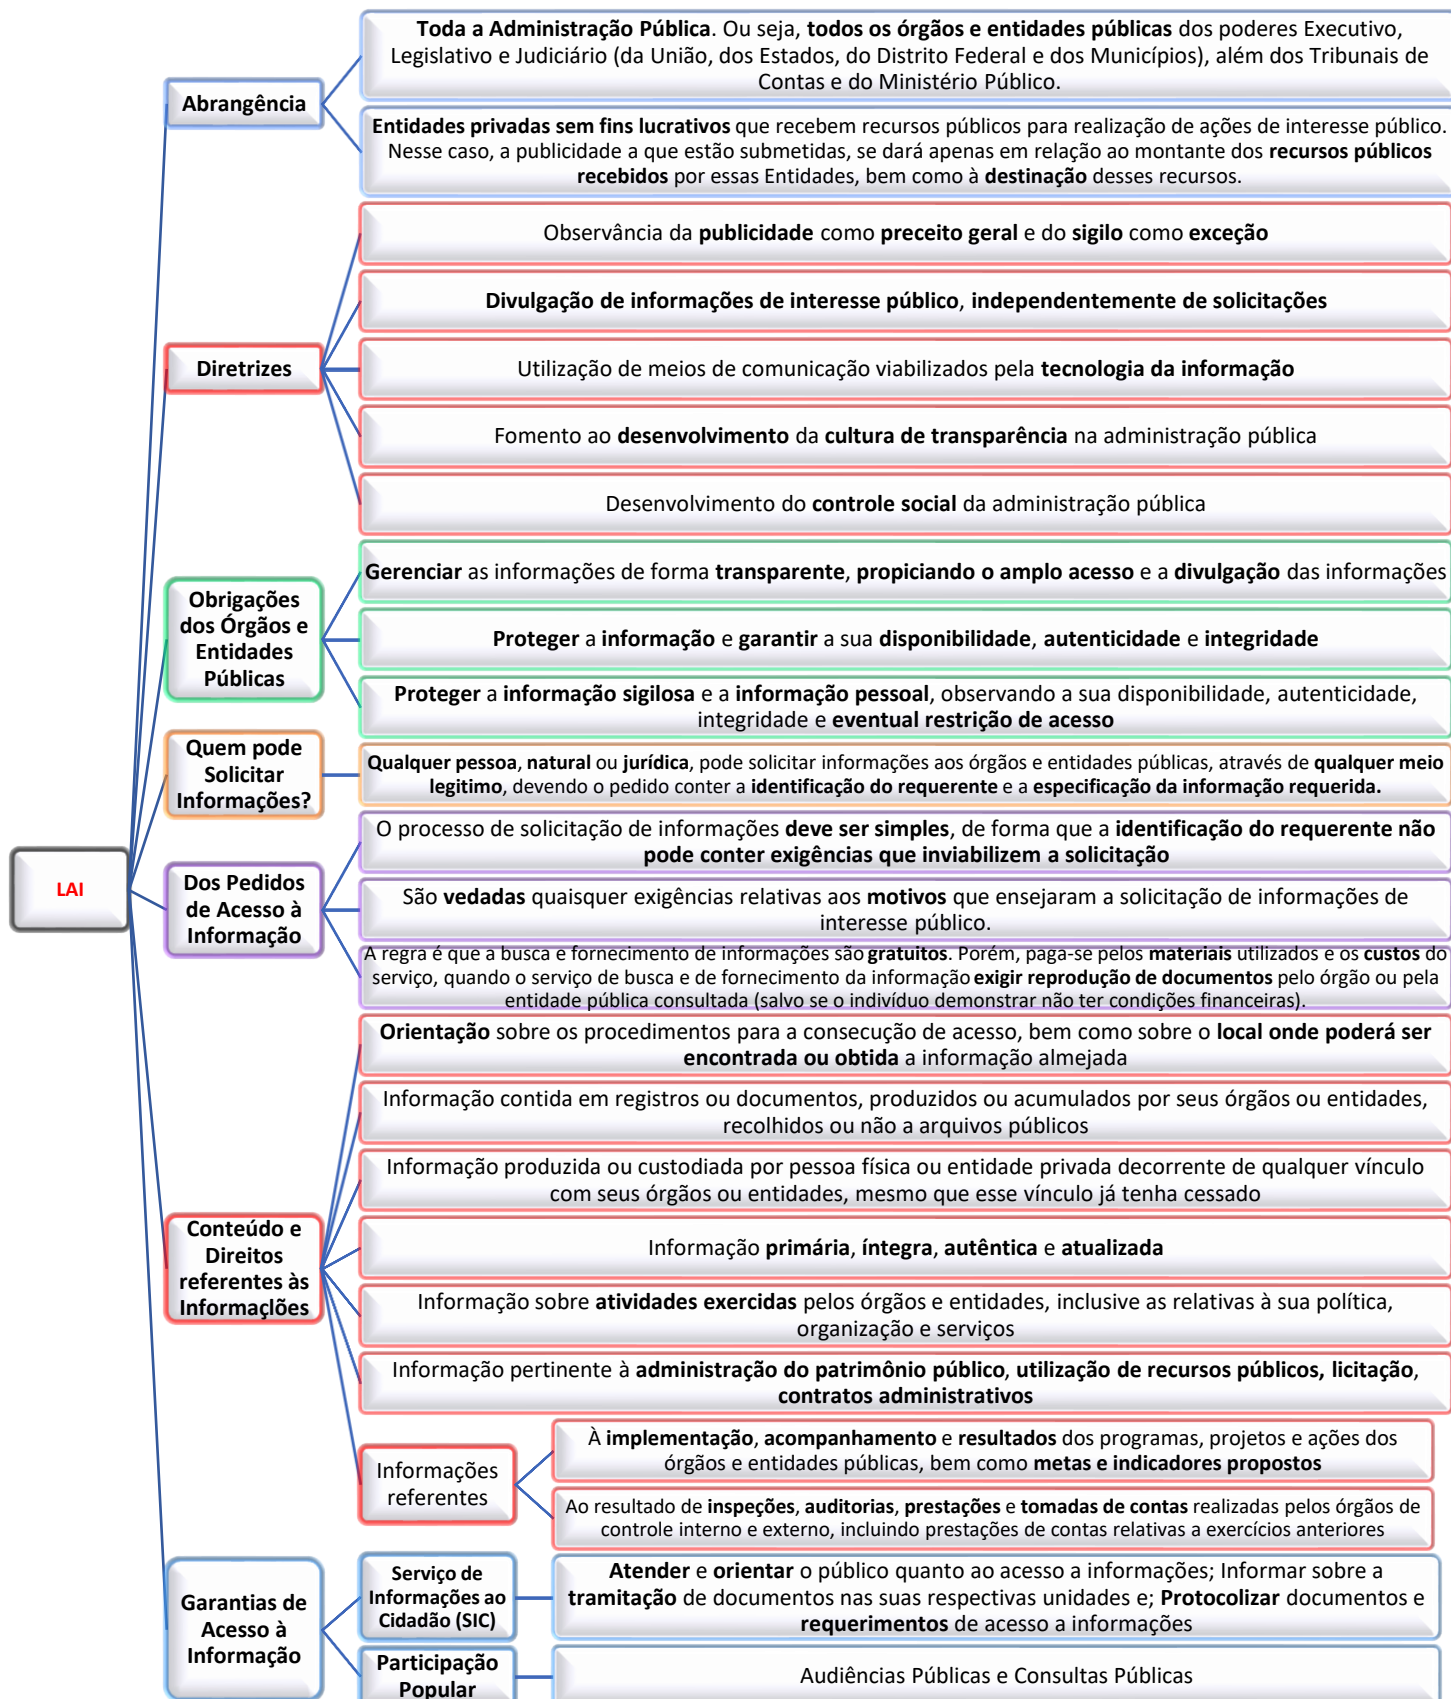 LAI
Abrangência
Toda a Administração Pública. Ou seja, todos os órgãos e entidades públicas dos poderes Executivo,
Legislativo e Judiciário (da União, dos Estados, do Distrito Federal e dos Municípios), além dos Tribunais de
Contas e do Ministério Público.
Entidades privadas sem fins lucrativos que recebem recursos públicos para realização de ações de interesse público.
Nesse caso, a publicidade a que estão submetidas, se dará apenas em relação ao montante dos recursos públicos
recebidos por essas Entidades, bem como à destinação desses recursos.
Diretrizes
Observância da publicidade como preceito geral e do sigilo como exceção
Divulgação de informações de interesse público, independentemente de solicitações
Utilização de meios de comunicação viabilizados pela tecnologia da informação
Fomento ao desenvolvimento da cultura de transparência na administração pública
Desenvolvimento do controle social da administração pública
Obrigações
dos Órgãos e
Entidades
Públicas
Gerenciar as informações de forma transparente, propiciando o amplo acesso e a divulgação das informações
Proteger a informação e garantir a sua disponibilidade, autenticidade e integridade
Proteger a informação sigilosa e a informação pessoal, observando a sua disponibilidade, autenticidade,
integridade e eventual restrição de acesso
Quem pode
Solicitar
Informações?
Qualquer pessoa, natural ou jurídica, pode solicitar informações aos órgãos e entidades públicas, através de qualquer meio
legitimo, devendo o pedido conter a identificação do requerente e a especificação da informação requerida.
Dos Pedidos
de Acesso à
Informação
O processo de solicitação de informações deve ser simples, de forma que a identificação do requerente não
pode conter exigências que inviabilizem a solicitação
São vedadas quaisquer exigências relativas aos motivos que ensejaram a solicitação de informações de
interesse público.
A regra é que a busca e fornecimento de informações são gratuitos. Porém, paga-se pelos materiais utilizados e os custos do
serviço, quando o serviço de busca e de fornecimento da informação exigir reprodução de documentos pelo órgão ou pela
entidade pública consultada (salvo se o indivíduo demonstrar não ter condições financeiras).
Conteúdo e
Direitos
referentes às
Informaçlões
Orientação sobre os procedimentos para a consecução de acesso, bem como sobre o local onde poderá ser
encontrada ou obtida a informação almejada
Informação contida em registros ou documentos, produzidos ou acumulados por seus órgãos ou entidades,
recolhidos ou não a arquivos públicos
Informação produzida ou custodiada por pessoa física ou entidade privada decorrente de qualquer vínculo
com seus órgãos ou entidades, mesmo que esse vínculo já tenha cessado
Informação primária, íntegra, autêntica e atualizada
Informação sobre atividades exercidas pelos órgãos e entidades, inclusive as relativas à sua política,
organização e serviços
Informação pertinente à administração do patrimônio público, utilização de recursos públicos, licitação,
contratos administrativos
Informações
referentes
À implementação, acompanhamento e resultados dos programas, projetos e ações dos
órgãos e entidades públicas, bem como metas e indicadores propostos
Ao resultado de inspeções, auditorias, prestações e tomadas de contas realizadas pelos órgãos de
controle interno e externo, incluindo prestações de contas relativas a exercícios anteriores
Garantias de
Acesso à
Informação
Serviço de
Informações ao
Cidadão (SIC)
Atender e orientar o público quanto ao acesso a informações; Informar sobre a
tramitação de documentos nas suas respectivas unidades e; Protocolizar documentos e
requerimentos de acesso a informações
Participação
Popular
Audiências Públicas e Consultas Públicas